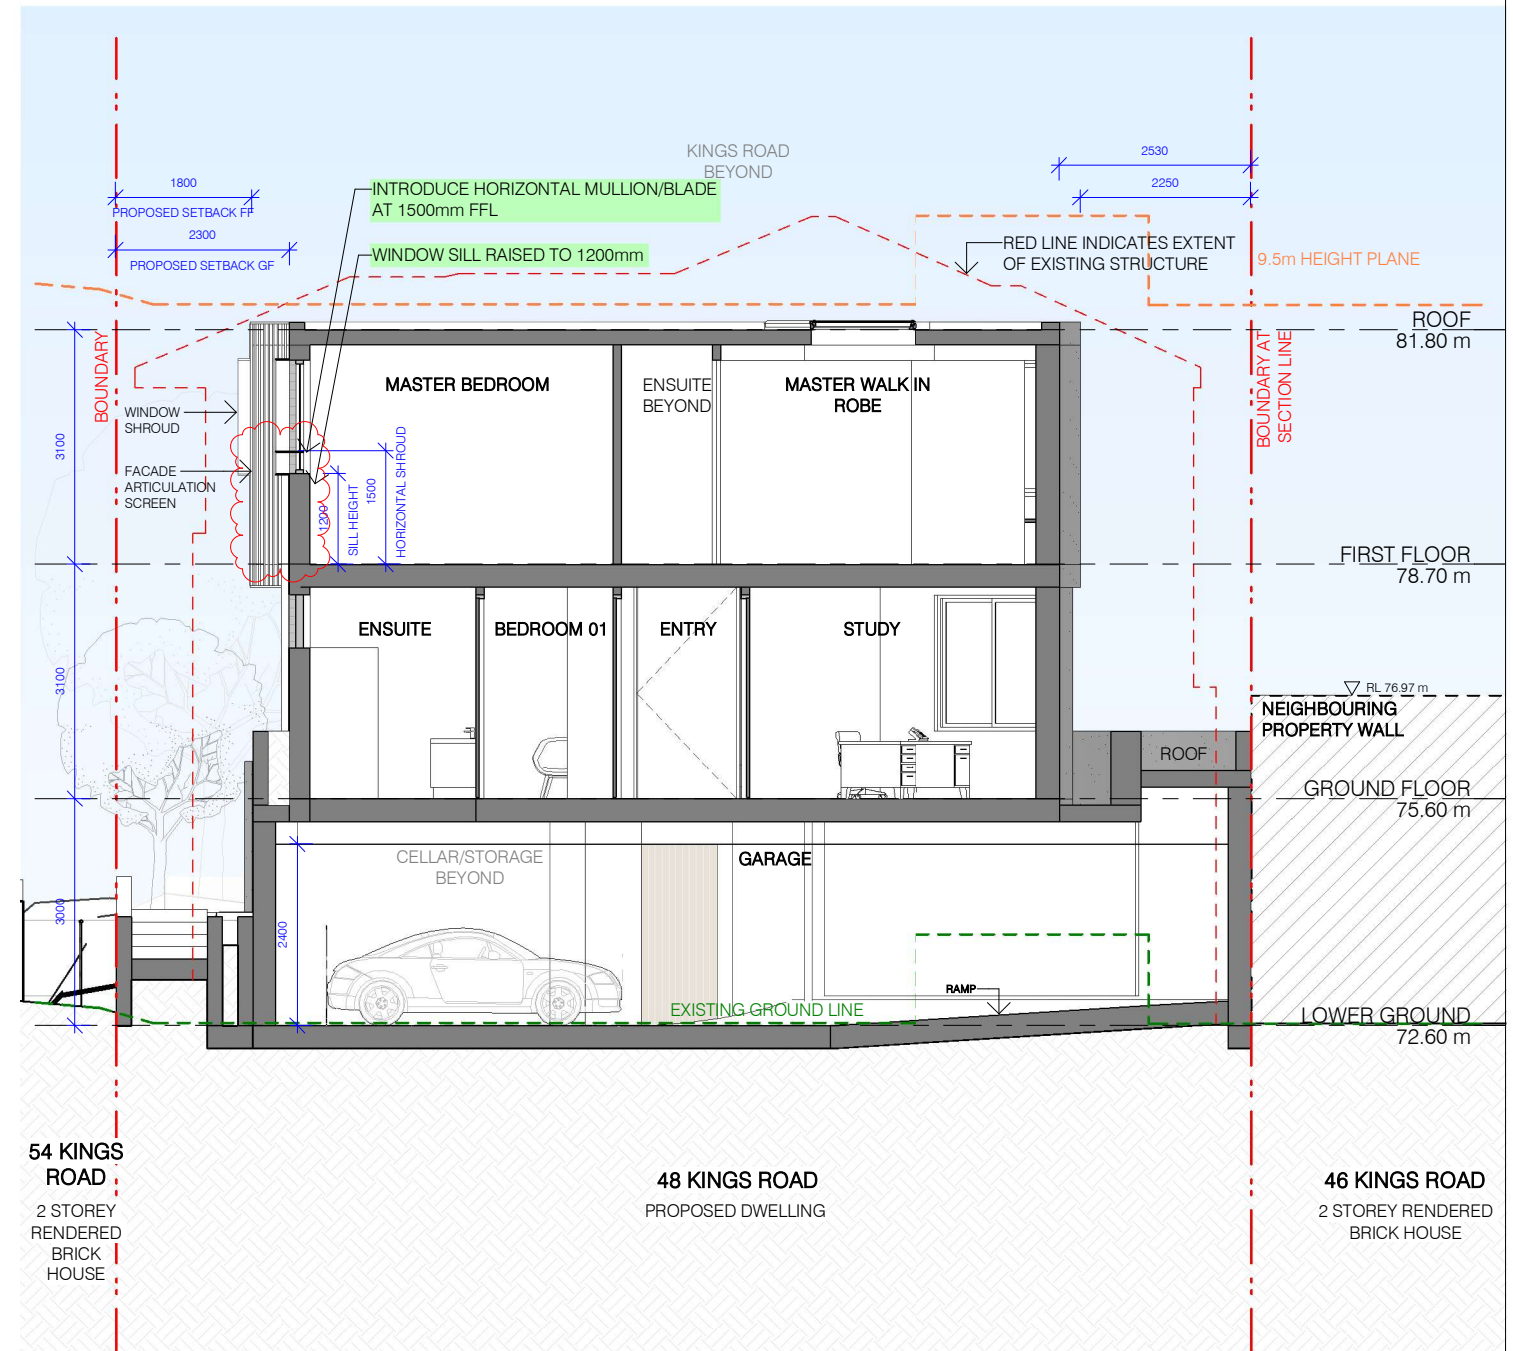 KINGS ROAD
BEYOND
2530
2250
1800
PROPOSED SETBACK FF
2300
PROPOSED SETBACK GF
INTRODUCE HORIZONTAL MULLION/BLADE
AT 1500mm FFL
WINDOW SILL RAISED TO 1200mm
RED LINE INDICATES EXTENT
OF EXISTING STRUCTURE
9.5m HEIGHT PLANE
ROOF
81.80 m
BOUNDARY
BOUNDARY AT
SECTION LINE
MASTER BEDROOM
ENSUITE
BEYOND
MASTER WALK IN
ROBE
WINDOW
SHROUD
FACADE
ARTICULATION
SCREEN
3100
1200
SILL HEIGHT
1500
HORIZONTAL SHROUD
FIRST FLOOR
78.70 m
ENSUITE
BEDROOM 01
ENTRY
STUDY
3100
RL 76.97 m
NEIGHBOURING
PROPERTY WALL
ROOF
GROUND FLOOR
75.60 m
CELLAR/STORAGE
BEYOND
GARAGE
3000
2400
RAMP
EXISTING GROUND LINE
LOWER GROUND
72.60 m
54 KINGS
ROAD
2 STOREY
RENDERED
BRICK
HOUSE
48 KINGS ROAD
PROPOSED DWELLING
46 KINGS ROAD
2 STOREY RENDERED
BRICK HOUSE